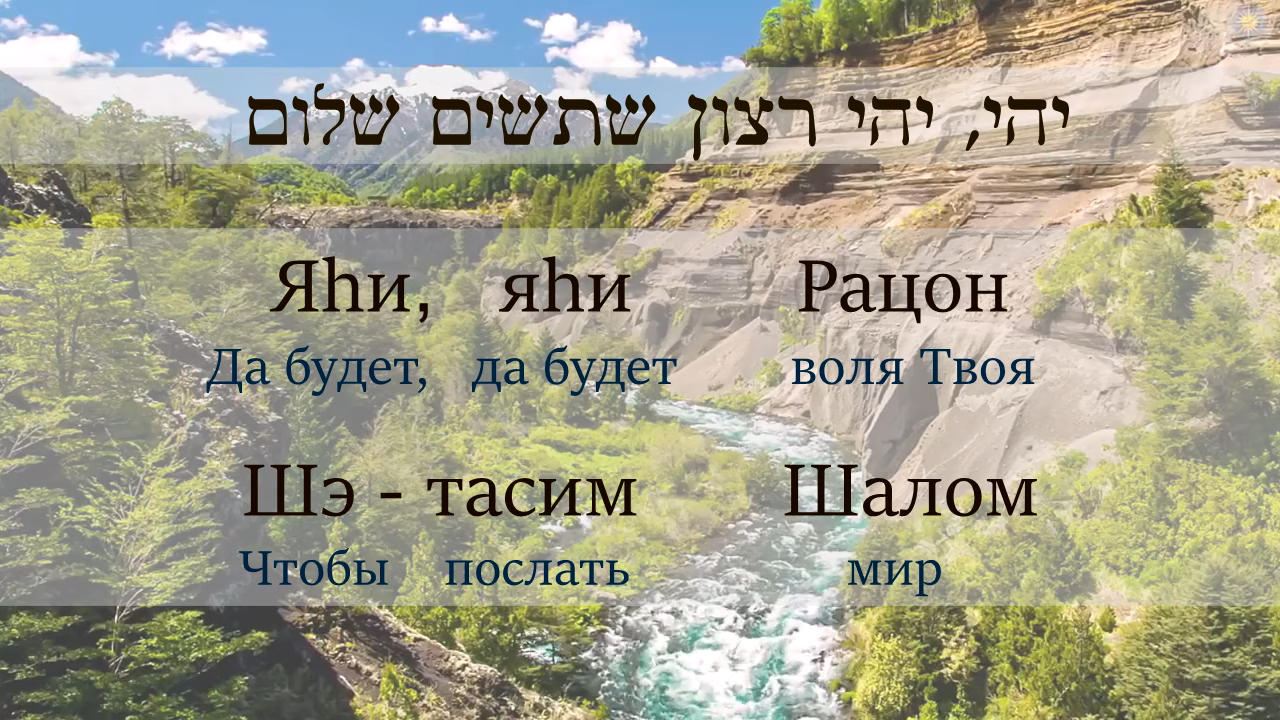 יהי, יהי רצון שתשים שלום
Яhи, яhи Рацон
Да будет, да будет воля Твоя
Шэ - тасим Шалом
Чтобы послать мир